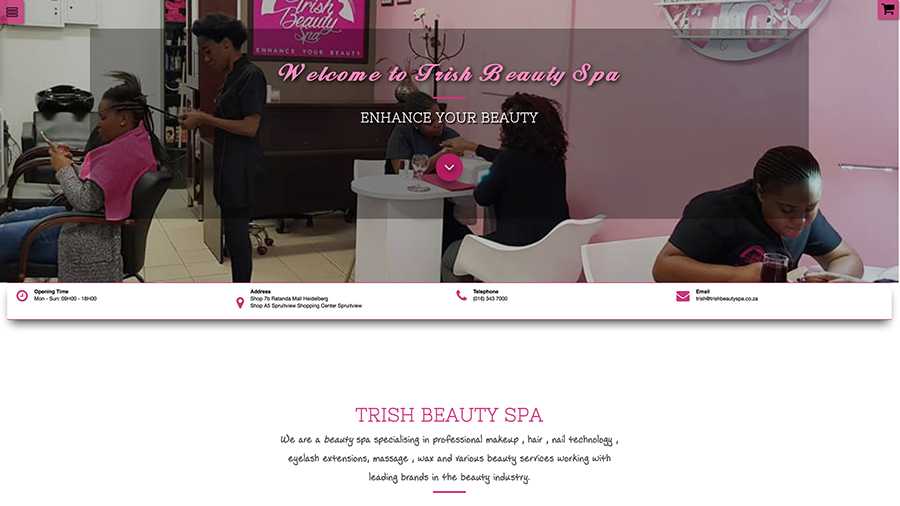 Trish
Beauty
Spa
ENHANCE YOUR BEAUTY
Welcome to Trish Beauty Spa
ENHANCE YOUR BEAUTY
Opening Time
Mon - Sun: 09H00 - 18H00
Address
Shop 7b Ratanda Mall Heidelberg
Shop A5 Spruitview Shopping Center Spruitview
Telephone
(016) 343 7000
Email
trish@trishbeautyspa.co.za
TRISH BEAUTY SPA
We are a beauty spa specialising in professional makeup , hair , nail technology ,
eyelash extensions, massage , wax and various beauty services working with
leading brands in the beauty industry.